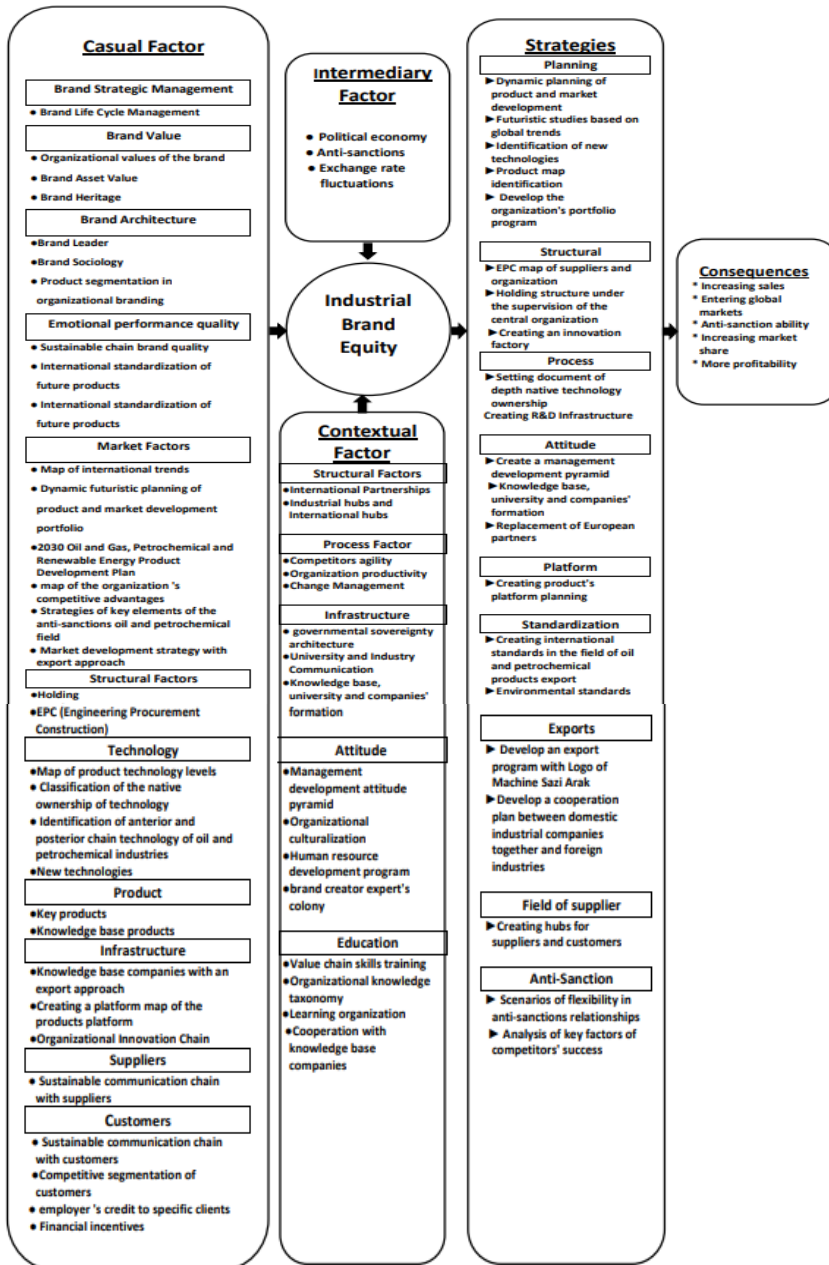 Casual Factor
Brand Strategic Management
● Brand Life Cycle Management
Brand Value
● Organizational values of the brand
● Brand Asset Value
● Brand Heritage
Brand Architecture
●Brand Leader
●Brand Sociology
● Product segmentation in
organizational branding
Emotional performance quality
● Sustainable chain brand quality
● International standardization of
future products
● International standardization of
future products
Market Factors
● Map of international trends
● Dynamic futuristic planning of
product and market development
portfolio
●2030 Oil and Gas, Petrochemical and
Renewable Energy Product
Development Plan
● map of the organization 's
competitive advantages
● Strategies of key elements of the
anti-sanctions oil and petrochemical
field
● Market development strategy with
export approach
Structural Factors
●Holding
●EPC (Engineering Procurement
Construction)
Technology
●Map of product technology levels
● Classification of the native
ownership of technology
● Identification of anterior and
posterior chain technology of oil and
petrochemical industries
●New technologies
Product
●Key products
●Knowledge base products
Infrastructure
●Knowledge base companies with an
export approach
●Creating a platform map of the
products platform
●Organizational Innovation Chain
Suppliers
● Sustainable communication chain
with suppliers
Customers
● Sustainable communication chain
with customers
●Competitive segmentation of
customers
● employer 's credit to specific clients
● Financial incentives
Intermediary
Factor
● Political economy
● Anti-sanctions
● Exchange rate
fluctuations
Industrial
Brand
Equity
Contextual
Factor
Structural Factors
●International Partnerships
●Industrial hubs and
International hubs
Process Factor
●Competitors agility
●Organization productivity
●Change Management
Infrastructure
● governmental sovereignty
architecture
●University and Industry
Communication
●Knowledge base,
university and companies'
formation
Attitude
●Management
development attitude
pyramid
●Organizational
culturalization
●Human resource
development program
●brand creator expert's
colony
Education
●Value chain skills training
●Organizational knowledge
taxonomy
●Learning organization
●Cooperation with
knowledge base
companies
Strategies
Planning
►Dynamic planning of
product and market
development
►Futuristic studies based on
global trends
►Identification of new
technologies
►Product map
identification
► Develop the
organization's portfolio
program
Structural
►EPC map of suppliers and
organization
►Holding structure under
the supervision of the
central organization
► Creating an innovation
factory
Process
►Setting document of
depth native technology
ownership
Creating R&D Infrastructure
Attitude
►Create a management
development pyramid
►Knowledge base,
university and companies'
formation
►Replacement of European
partners
Platform
►Creating product's
platform planning
Standardization
►Creating international
standards in the field of oil
and petrochemical
products export
►Environmental standards
Exports
► Develop an export
program with Logo of
Machine Sazi Arak
►Develop a cooperation
plan between domestic
industrial companies
together and foreign
industries
Field of supplier
►Creating hubs for
suppliers and customers
Anti-Sanction
► Scenarios of flexibility in
anti-sanctions relationships
► Analysis of key factors of
competitors' success
Consequences
* Increasing sales
* Entering global
markets
* Anti-sanction ability
* Increasing market
share
* More profitability